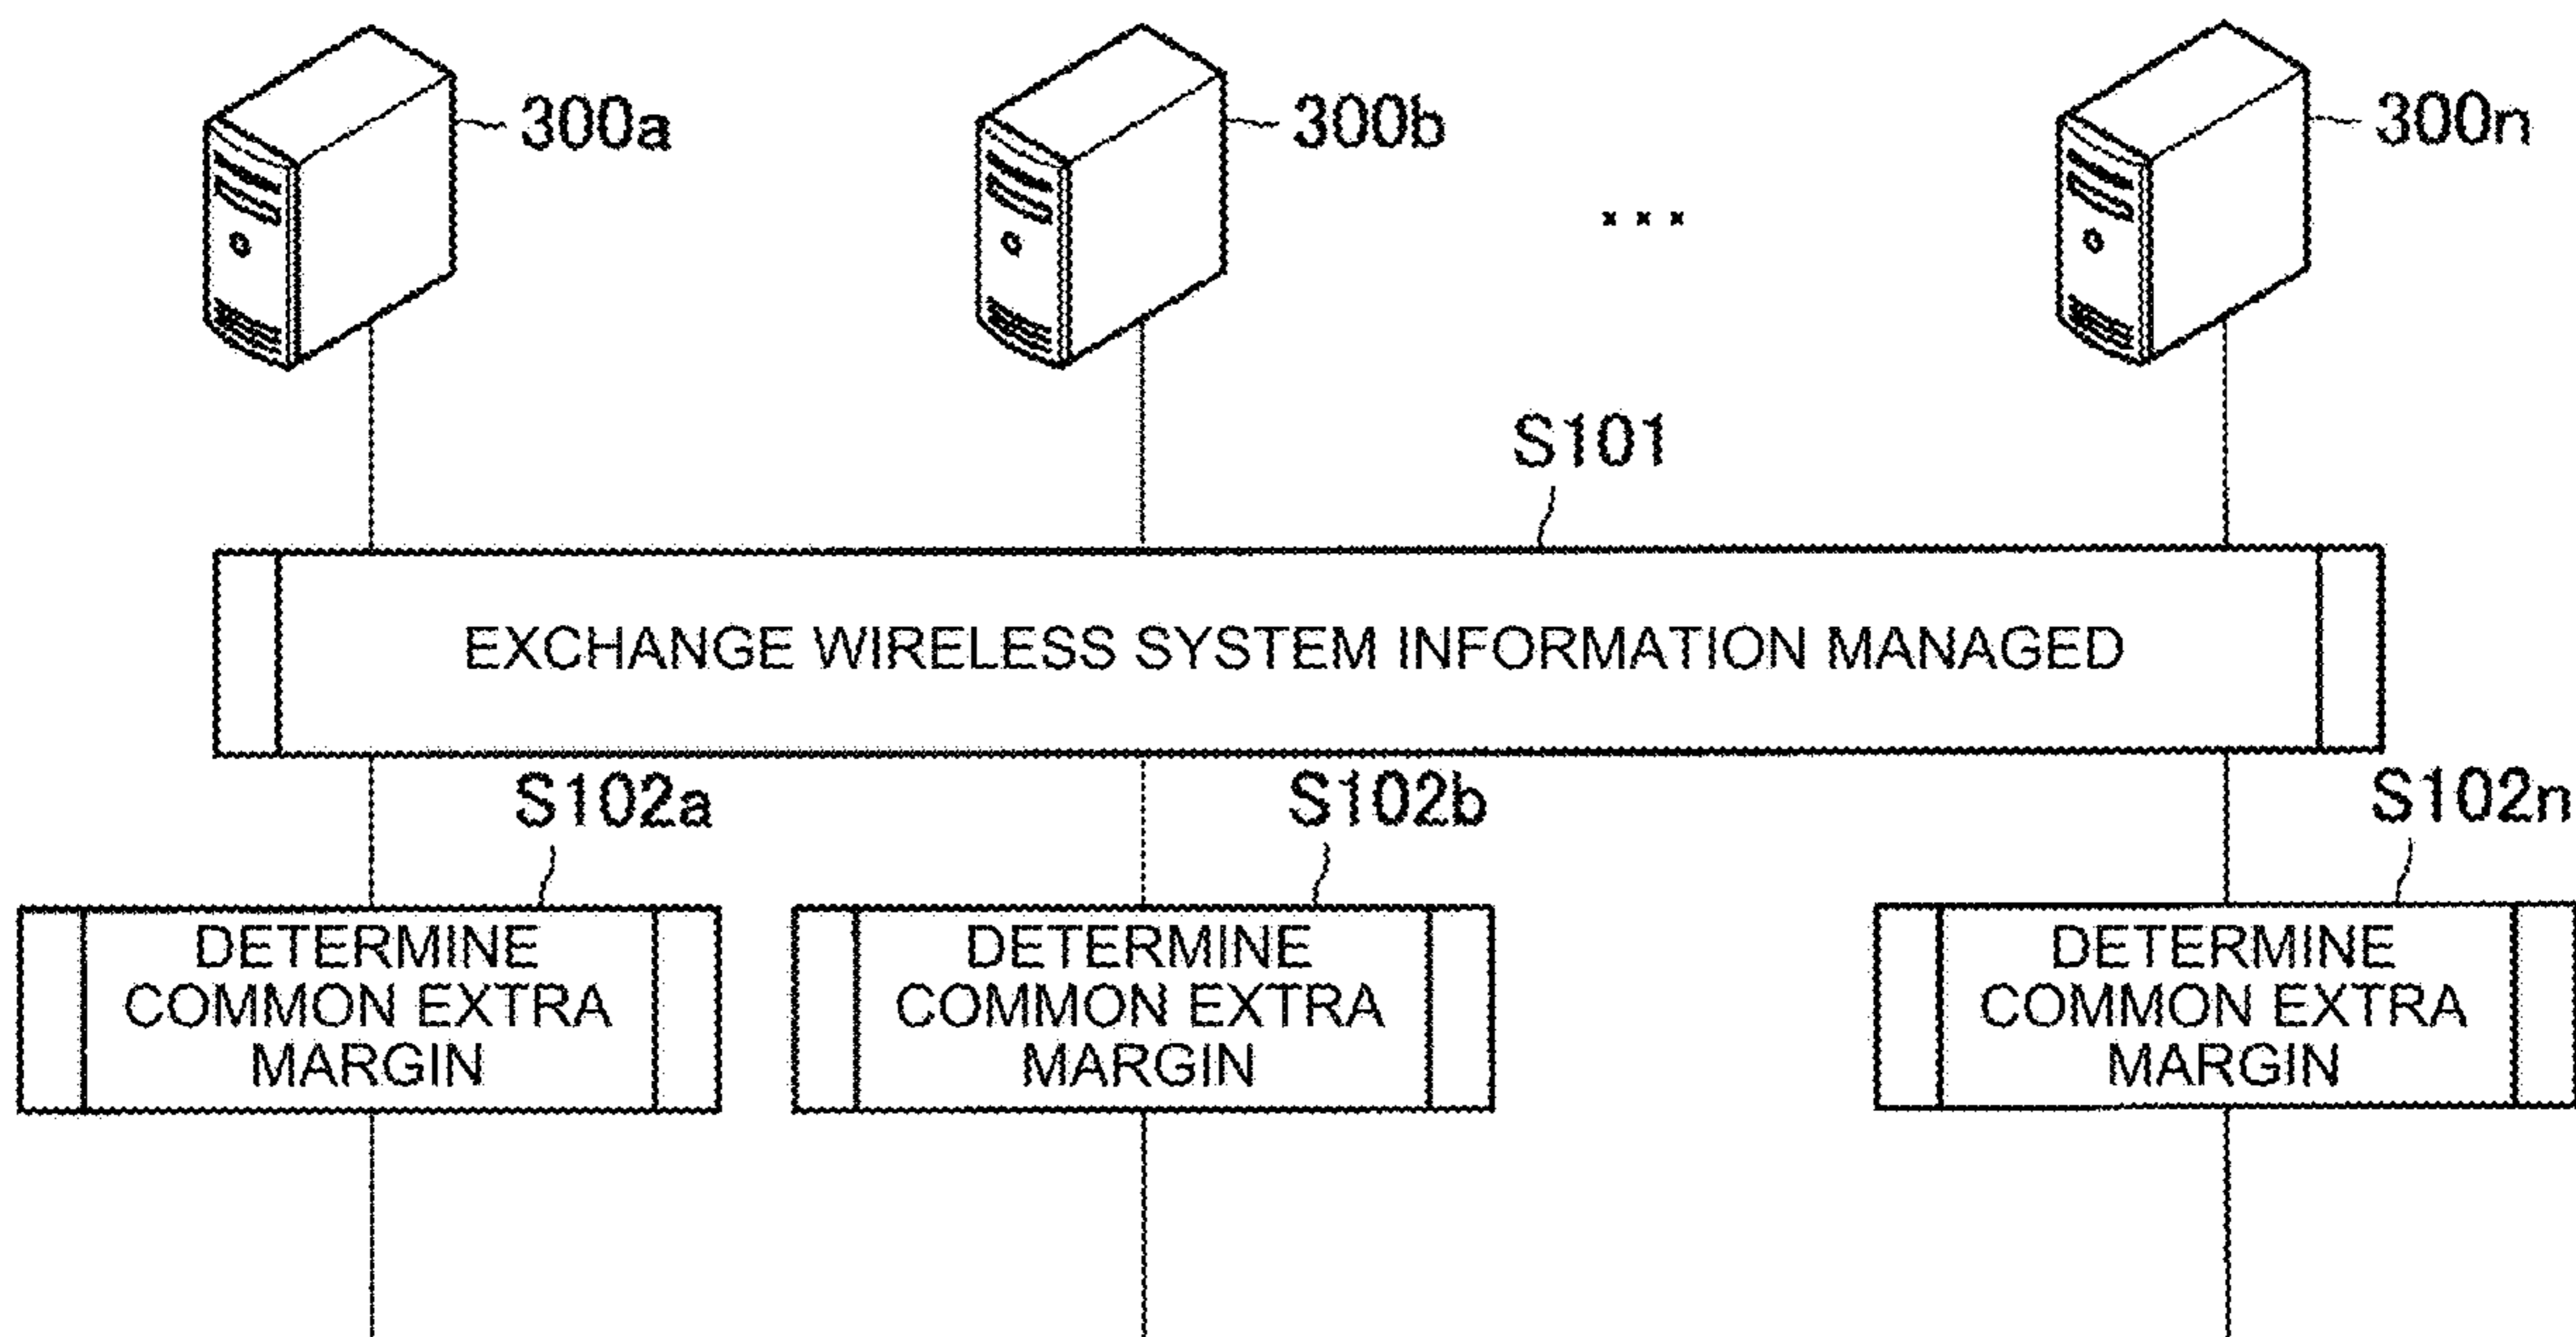 300a
300b
...
300n
S101
EXCHANGE WIRELESS SYSTEM INFORMATION MANAGED
S102a
S102b
S102n
DETERMINE
COMMON EXTRA
MARGIN
DETERMINE
COMMON EXTRA
MARGIN
DETERMINE
COMMON EXTRA
MARGIN